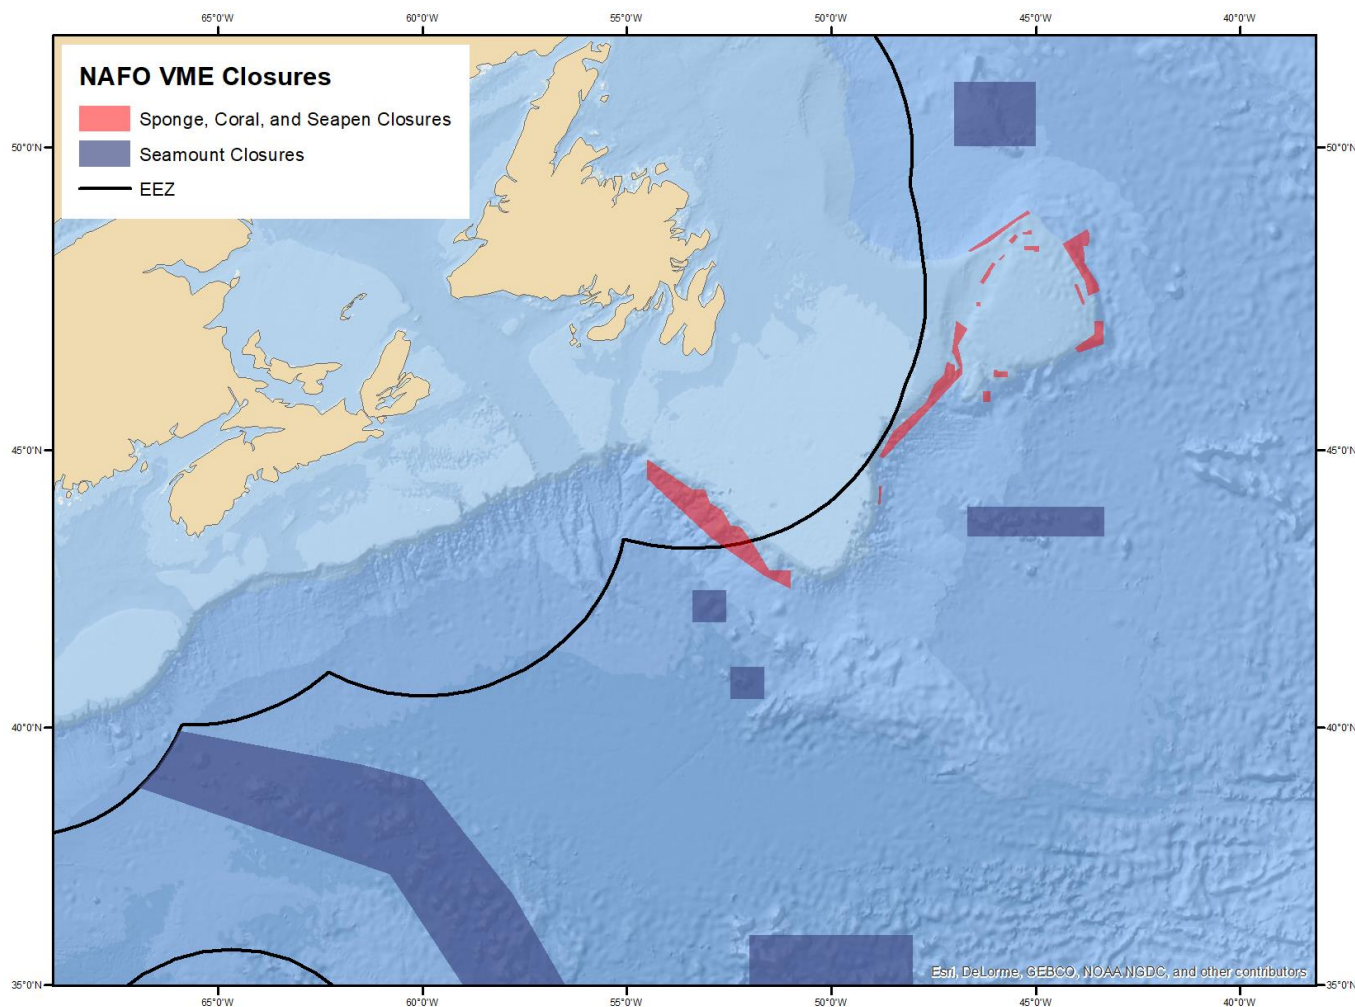 65°0'W 60°0'W 55°0'W 50°0'W 45°0'W 40°0'W
NAFO VME Closures
Sponge, Coral, and Seapen Closures
Seamount Closures
EEZ
50°0'N 50°0'N
45°0'N 45°0'N
40°0'N 40°0'N
35°0'N 35°0'N
Esri, DeLorme, GEBCO, NOAA NGDC, and other contributors
65°0'W 60°0'W 55°0'W 50°0'W 45°0'W 40°0'W